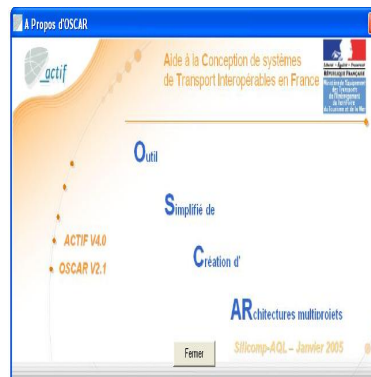 A Propos d'OSCAR
actif
Aide à la Conception de systèmes
de Transport Interopérables en France
Liberté • Égalité • Fraternité
RÉPUBLIQUE FRANÇAISE
Outil
Simplifié de
ACTIF V4.0
OSCAR V2.1
Création d'
ARchitectures multiprojets
Fermer
Silicomp-AQL – Janvier 2005